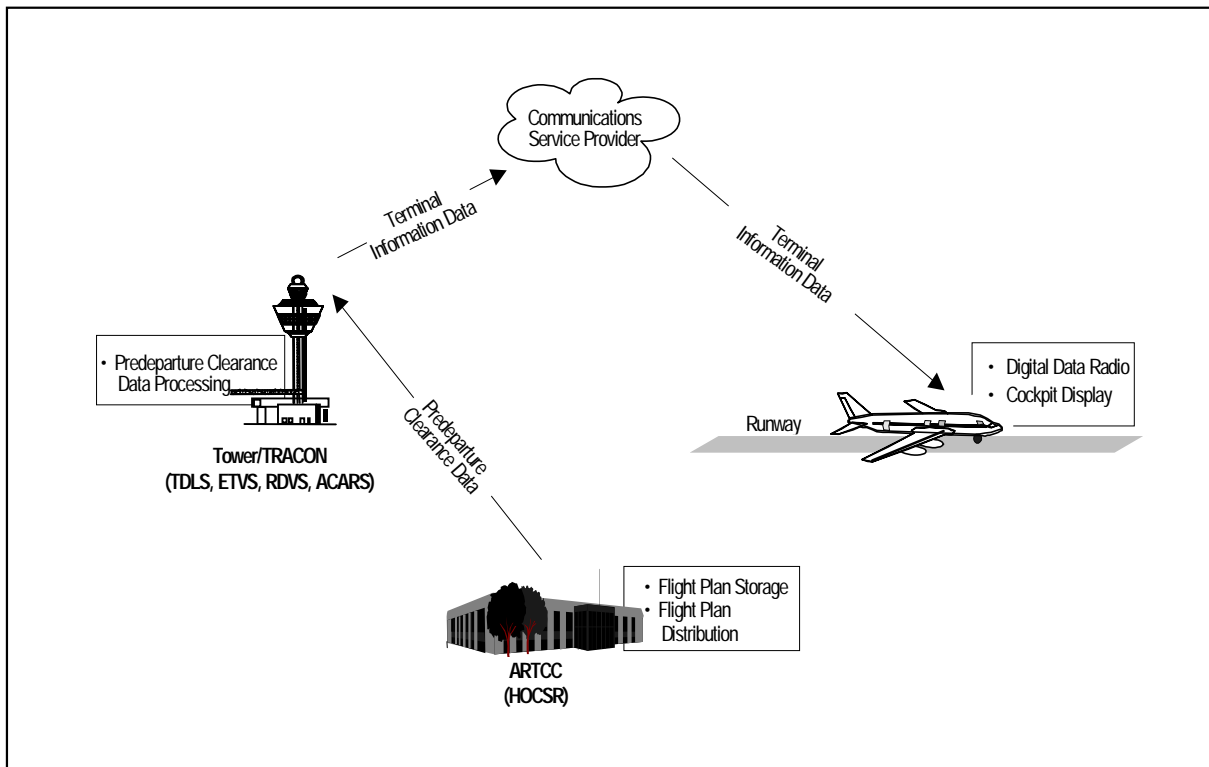 Communications
Service Provider
Terminal
Information Data
Terminal
Information Data
• Predeparture Clearance
Data Processing
• Digital Data Radio
• Cockpit Display
Runway
Tower/TRACON
(TDLS, ETVS, RDVS, ACARS)
Predeparture
Clearance Data
• Flight Plan Storage
• Flight Plan
Distribution
ARTCC
(HOCSR)